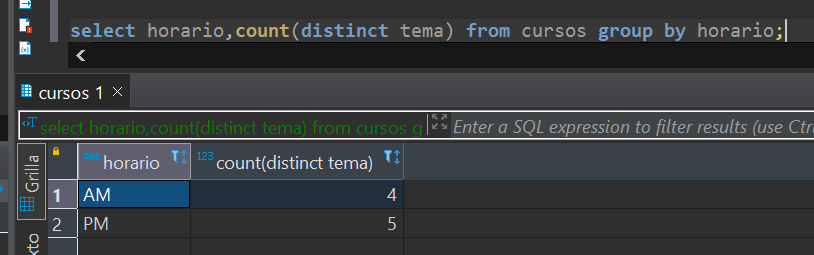 select horario,count(distinct tema) from cursos group by horario;
cursos 1
select horario,count(distinct tema) from cursos g
Enter a SQL expression to filter results (use Ctr
Grilla
horario
123 count(distinct tema)
1 AM 4
2 PM 5
xto